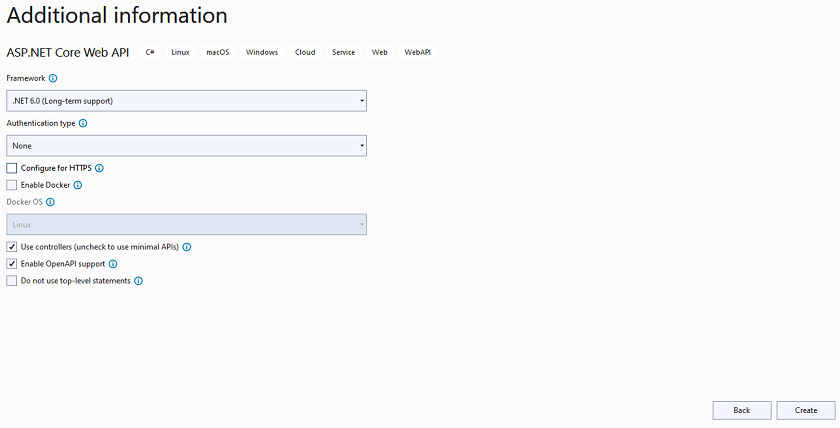 Additional information
ASP.NET Core Web API C# Linux macOS Windows Cloud Service Web WebAPI
Framework
.NET 6.0 (Long-term support)
Authentication type
None
Configure for HTTPS
Enable Docker
Docker OS
Linux
Use controllers (uncheck to use minimal APIs)
Enable OpenAPI support
Do not use top-level statements
Back Create